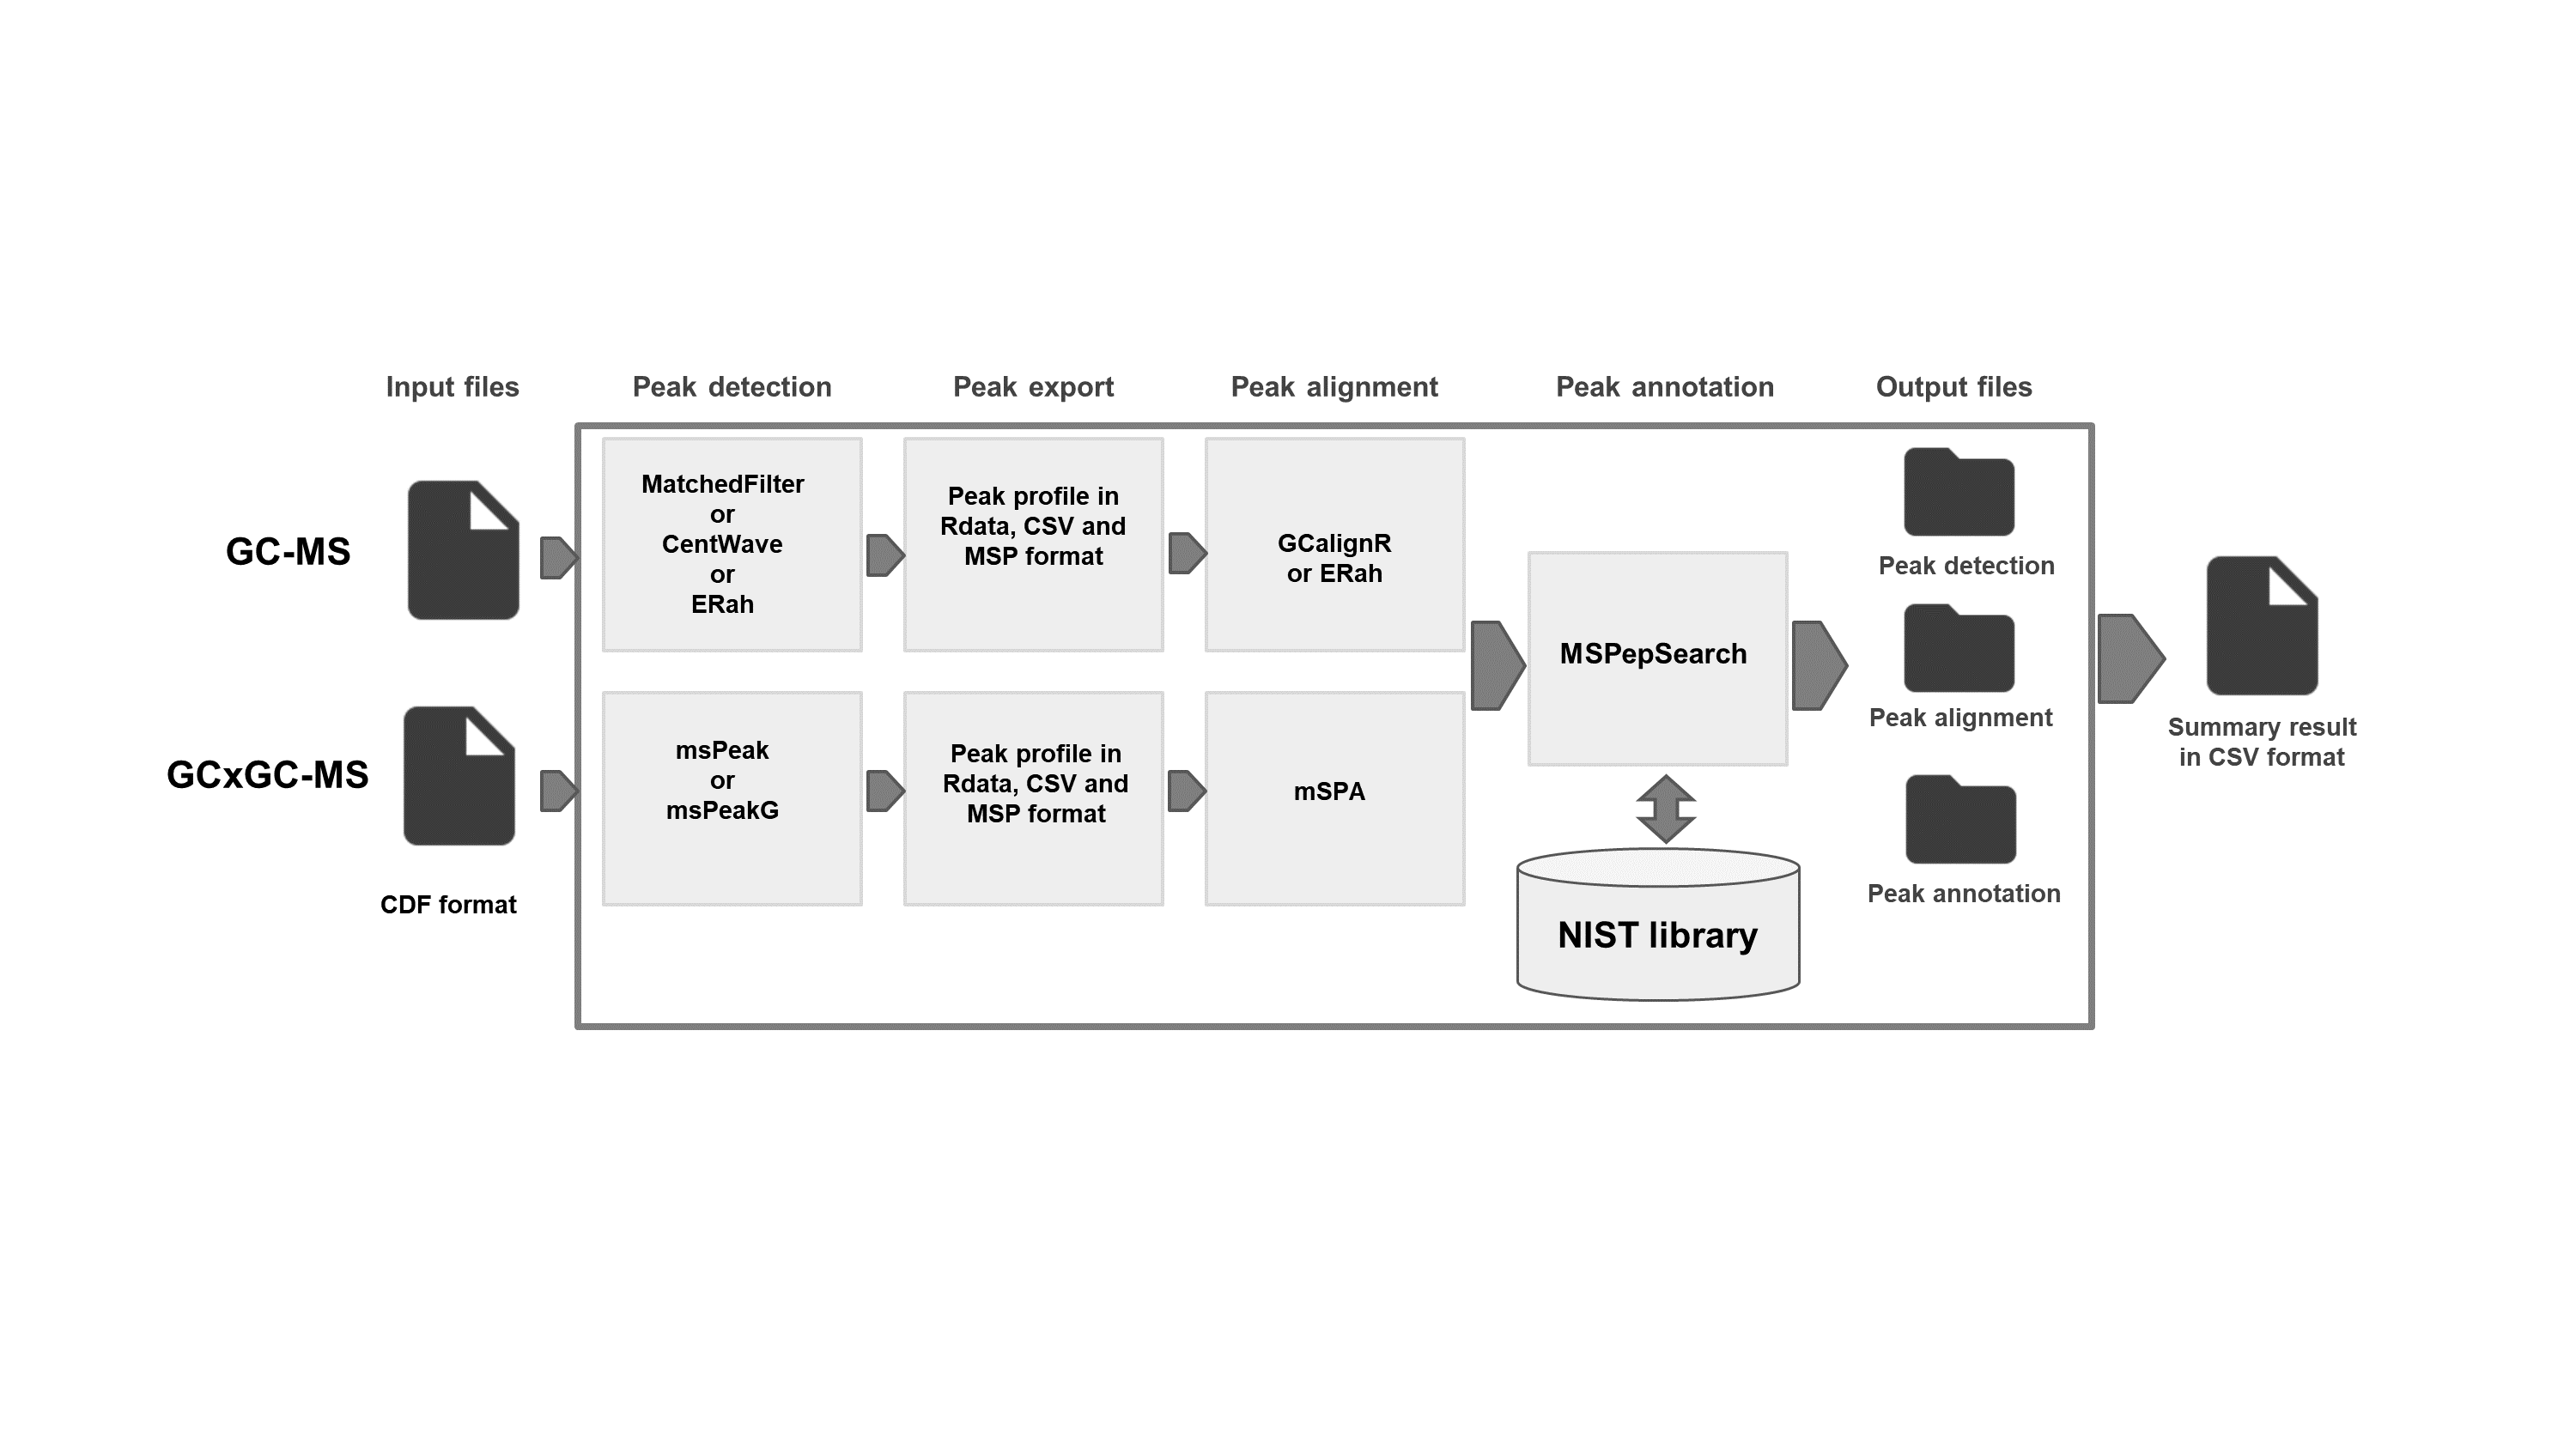 Input files
Peak detection
Peak export
Peak alignment
Peak annotation
Output files
GC-MS
MatchedFilter
or
CentWave
or
ERah
Peak profile in
Rdata, CSV and
MSP format
GCalignR
or ERah
GCxGC-MS
CDF format
msPeak
or
msPeakG
Peak profile in
Rdata, CSV and
MSP format
mSPA
MSPepSearch
NIST library
Peak detection
Peak alignment
Peak annotation
Summary result
in CSV format